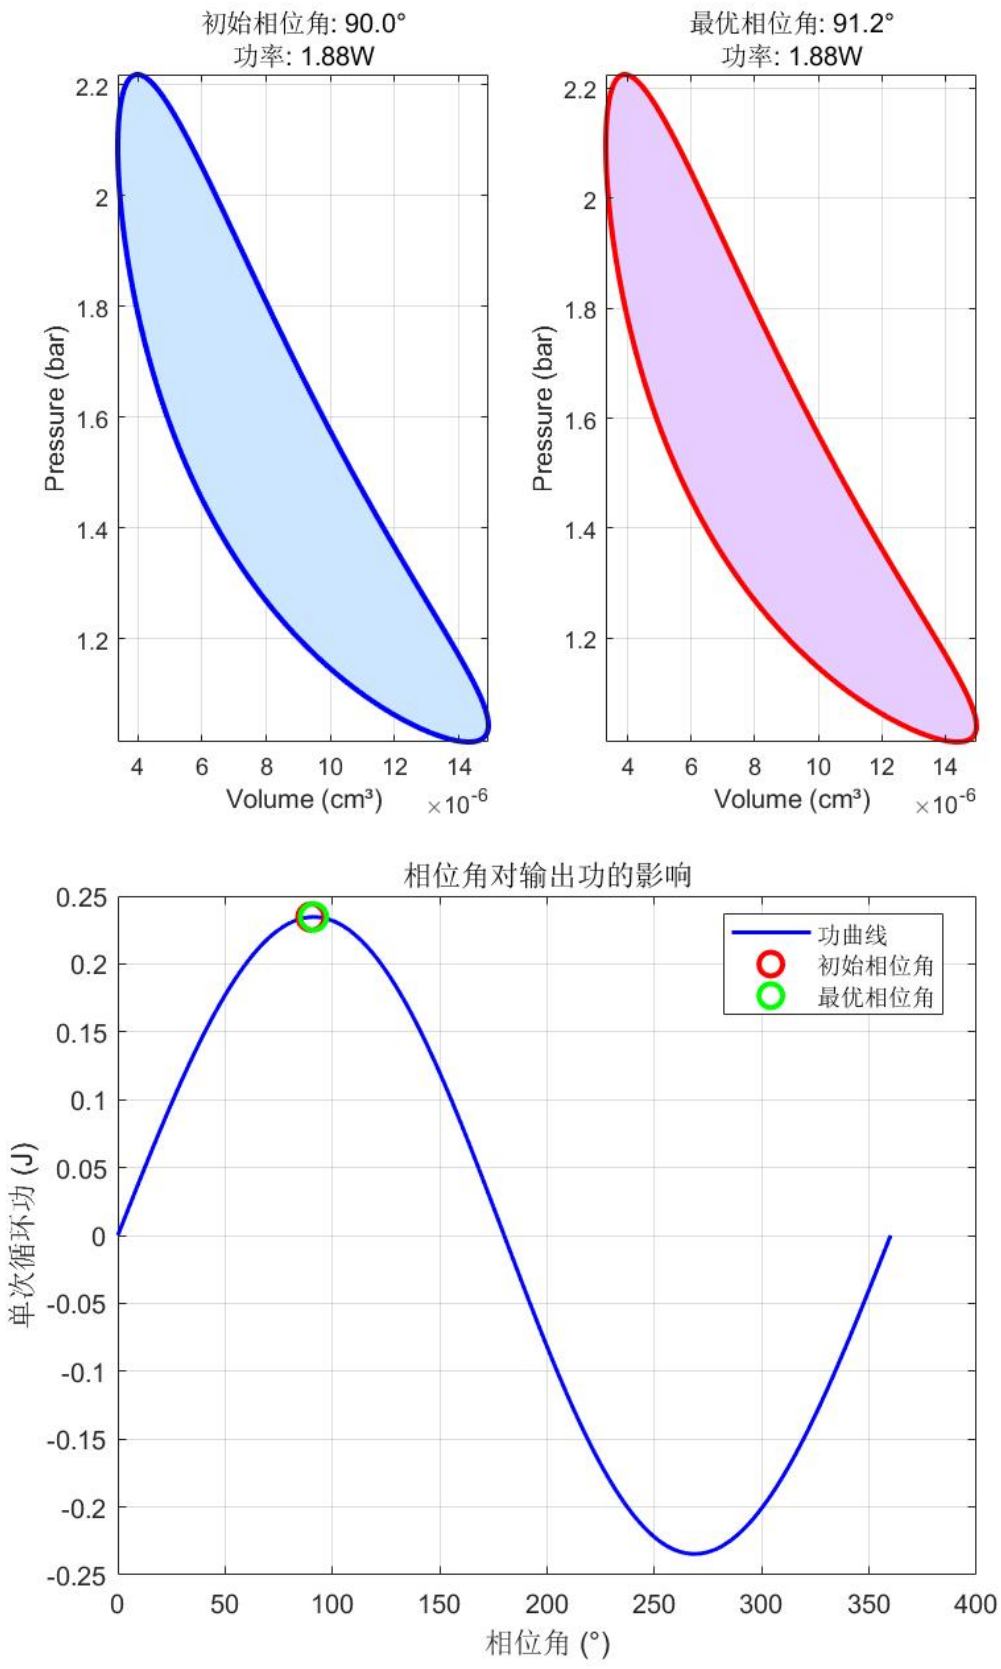 初始相位角: 90.0°
功率: 1.88W
2.2
2
1.8
1.6
1.4
1.2
Pressure (bar)
4 6 8 10 12 14
Volume (cm³)
×10⁻⁶
最优相位角: 91.2°
功率: 1.88W
2.2
2
1.8
1.6
1.4
1.2
Pressure (bar)
4 6 8 10 12 14
Volume (cm³)
×10⁻⁶
相位角对输出功的影响
0.25
0.2
0.15
0.1
0.05
0
-0.05
-0.1
-0.15
-0.2
-0.25
单次循环功 (J)
功曲线
初始相位角
最优相位角
0 50 100 150 200 250 300 350 400
相位角 (°)